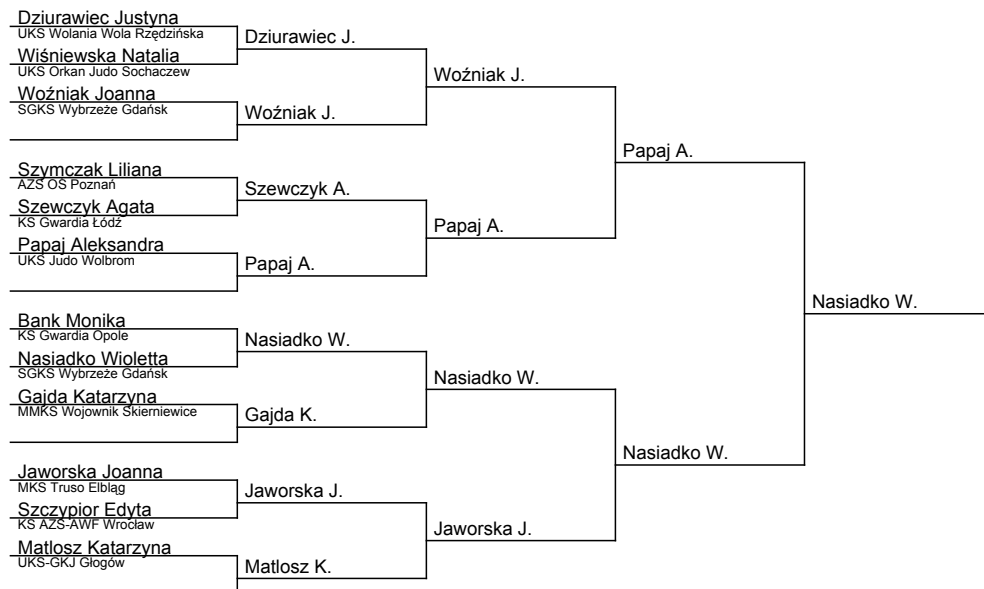 Dziurawiec Justyna
UKS Wolania Wola Rzędzińska
Wiśniewska Natalia
UKS Orkan Judo Sochaczew
Woźniak Joanna
SGKS Wybrzeże Gdańsk
Szymczak Liliana
AZS OŚ Poznań
Szewczyk Agata
KS Gwardia Łódź
Papaj Aleksandra
UKS Judo Wolbrom
Bank Monika
KS Gwardia Opole
Nasiadko Wioletta
SGKS Wybrzeże Gdańsk
Gajda Katarzyna
MMKS Wojownik Skierniewice
Jaworska Joanna
MKS Truso Elbląg
Szczypior Edyta
KS AZS-AWF Wrocław
Matlosz Katarzyna
UKS-GKJ Głogów
Dziurawiec J.
Woźniak J.
Szewczyk A.
Papaj A.
Nasiadko W.
Gajda K.
Jaworska J.
Matlosz K.
Woźniak J.
Papaj A.
Nasiadko W.
Jaworska J.
Papaj A.
Nasiadko W.
Nasiadko W.